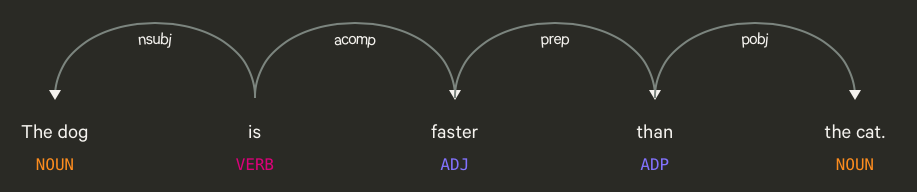 nsubj acomp prep pobj
The dog is faster than the cat.
NOUN VERB ADJ ADP NOUN